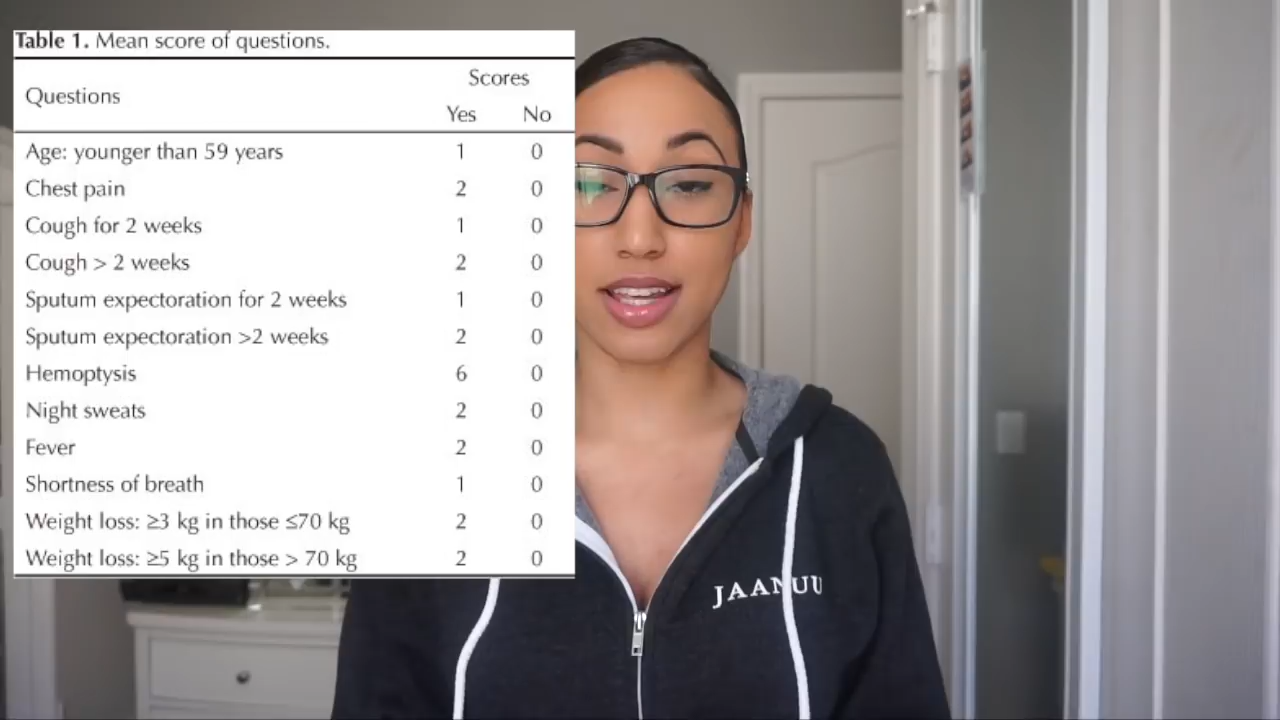 Table 1. Mean score of questions.
Questions Scores
Yes No
Age: younger than 59 years 1 0
Chest pain 2 0
Cough for 2 weeks 1 0
Cough > 2 weeks 2 0
Sputum expectoration for 2 weeks 1 0
Sputum expectoration >2 weeks 2 0
Hemoptysis 6 0
Night sweats 2 0
Fever 2 0
Shortness of breath 1 0
Weight loss: ≥3 kg in those ≤70 kg 2 0
Weight loss: ≥5 kg in those > 70 kg 2 0
JAANUU